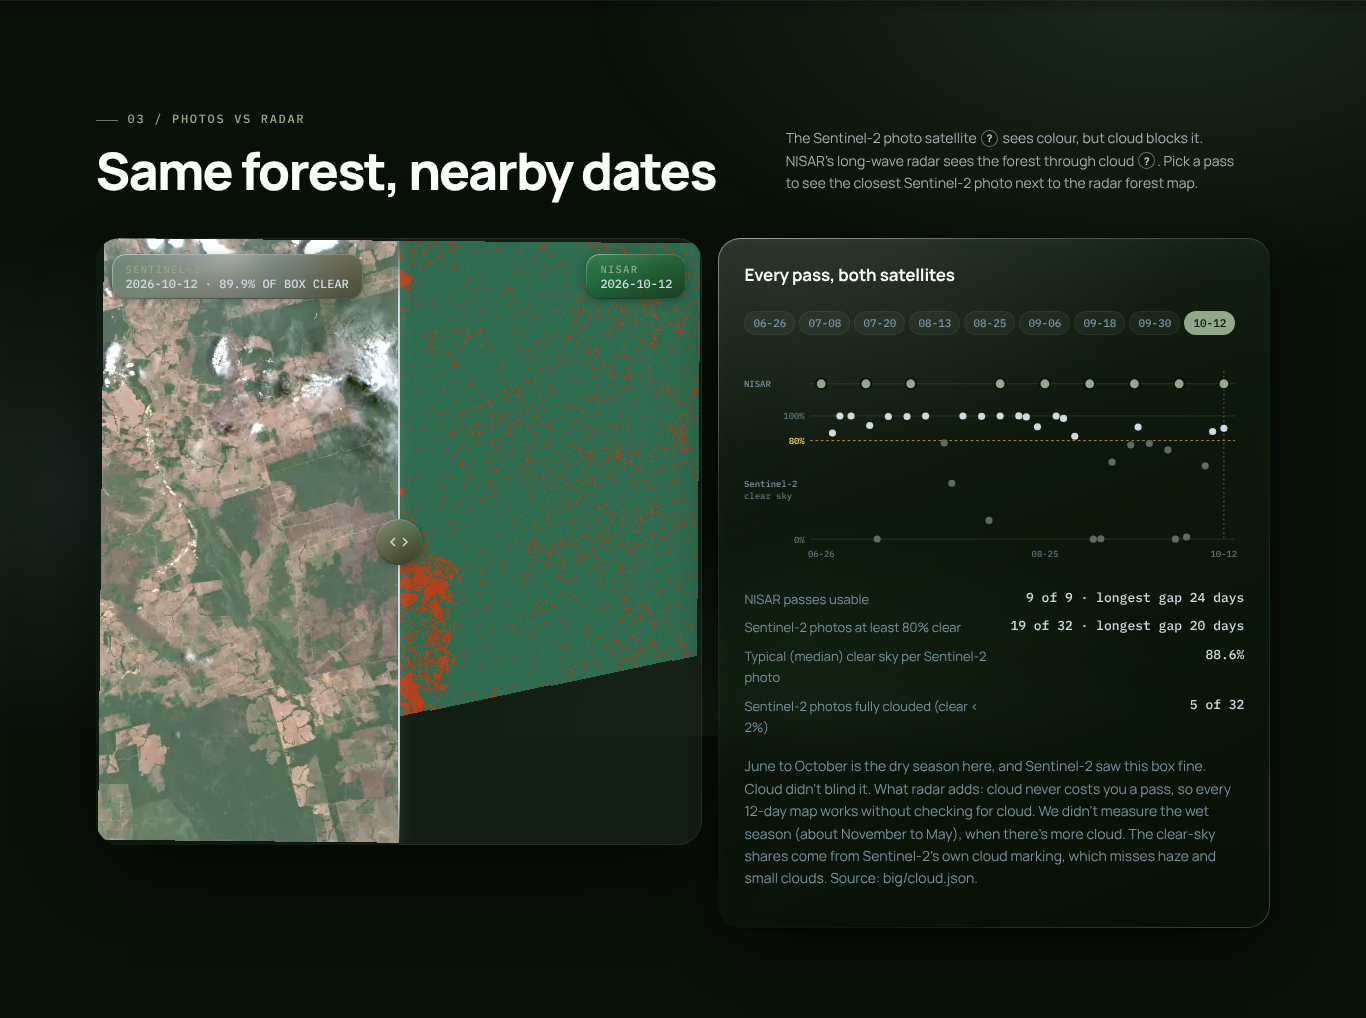 03 / PHOTOS VS RADAR
Same forest, nearby dates
The Sentinel-2 photo satellite ? sees colour, but cloud blocks it.
NISAR's long-wave radar sees the forest through cloud ? . Pick a pass
to see the closest Sentinel-2 photo next to the radar forest map.
SENTINEL-2
2026-10-12 · 89.9% OF BOX CLEAR
NISAR
2026-10-12
Every pass, both satellites
06-26 07-08 07-20 08-13 08-25 09-06 09-18 09-30 10-12
NISAR
100%
80%
Sentinel-2
clear sky
0%
06-26 08-25 10-12
NISAR passes usable 9 of 9 · longest gap 24 days
Sentinel-2 photos at least 80% clear 19 of 32 · longest gap 20 days
Typical (median) clear sky per Sentinel-2 88.6%
photo
Sentinel-2 photos fully clouded (clear < 5 of 32
2%)
June to October is the dry season here, and Sentinel-2 saw this box fine.
Cloud didn't blind it. What radar adds: cloud never costs you a pass, so every
12-day map works without checking for cloud. We didn't measure the wet
season (about November to May), when there's more cloud. The clear-sky
shares come from Sentinel-2's own cloud marking, which misses haze and
small clouds. Source: big/cloud.json.